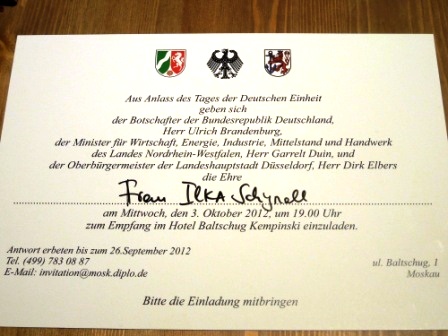 Aus Anlass des Tages der Deutschen Einheit
geben sich
der Botschafter der Bundesrepublik Deutschland,
Herr Ulrich Brandenburg,
der Minister für Wirtschaft, Energie, Industrie, Mittelstand und Handwerk
des Landes Nordrhein-Westfalen, Herr Garrelt Duin, und
der Oberbürgermeister der Landeshauptstadt Düsseldorf, Herr Dirk Elbers
die Ehre
Frau ILKA
am Mittwoch, den 3. Oktober 2012, um 19.00 Uhr
zum Empfang im Hotel Baltschug Kempinski einzuladen.
Antwort erbeten bis zum 26.September 2012
Tel. (499) 783 08 87
E-Mail: invitation@mosk.diplo.de
ul. Baltschug, 1
Moskau
Bitte die Einladung mitbringen